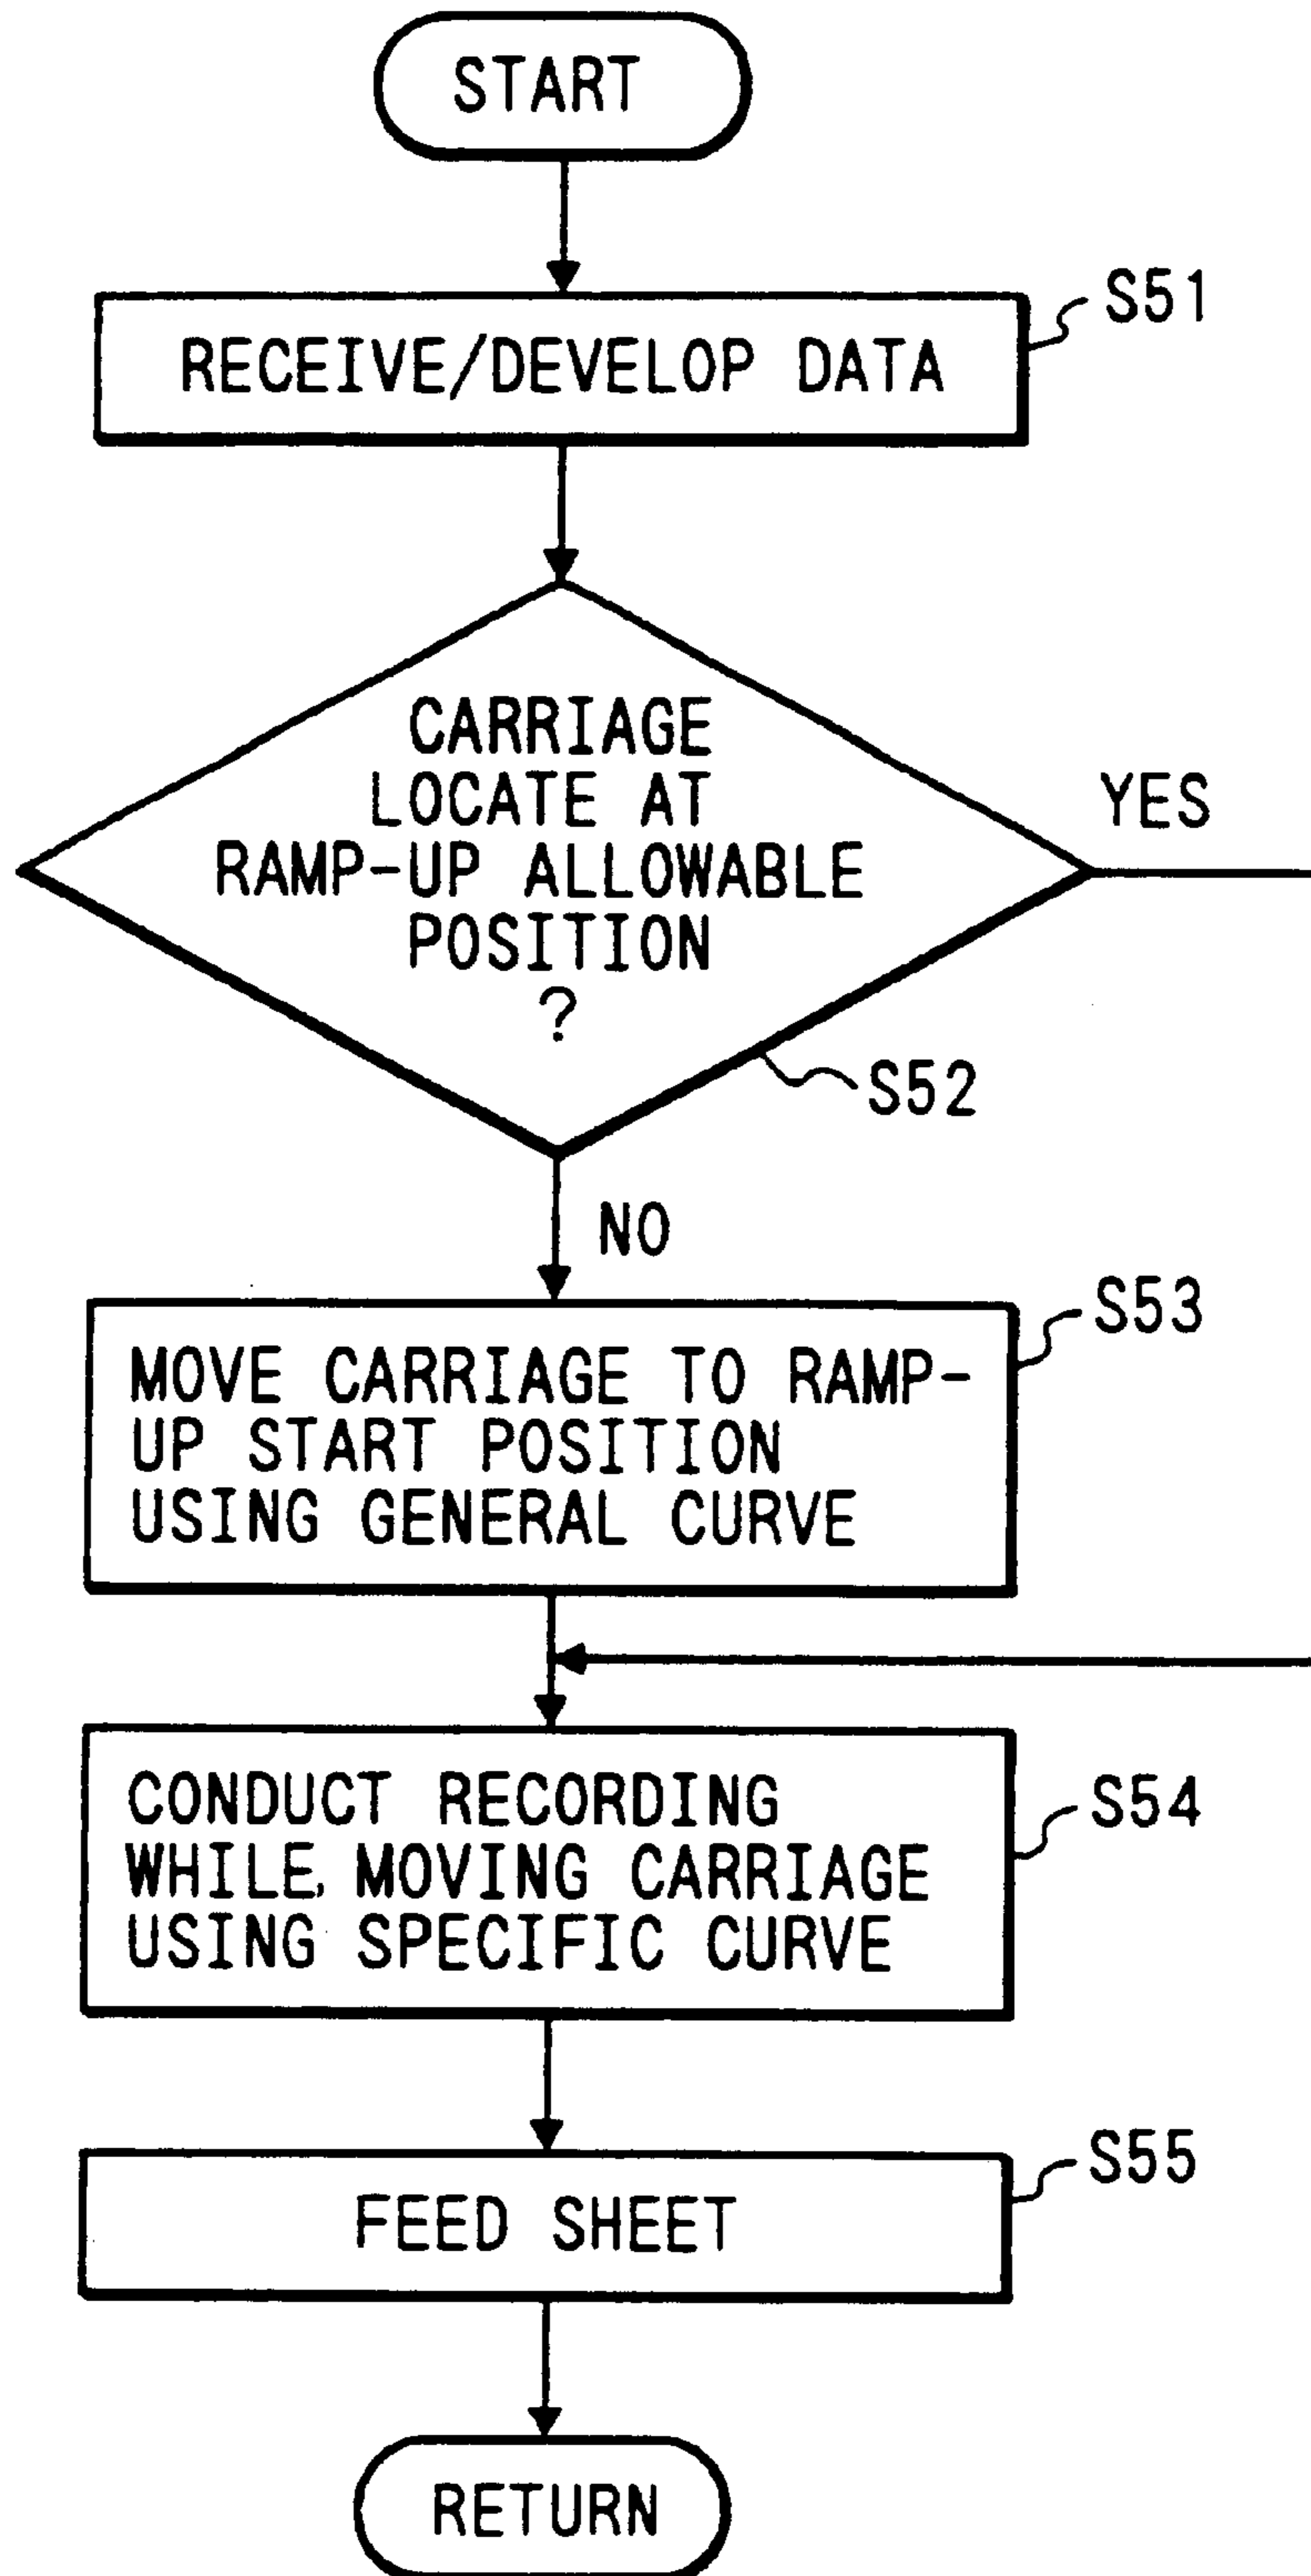 START
S51
RECEIVE/DEVELOP DATA
CARRIAGE
LOCATE AT
RAMP-UP ALLOWABLE
POSITION
?
YES
S52
NO
S53
MOVE CARRIAGE TO RAMP-
UP START POSITION
USING GENERAL CURVE
S54
CONDUCT RECORDING
WHILE MOVING CARRIAGE
USING SPECIFIC CURVE
S55
FEED SHEET
RETURN